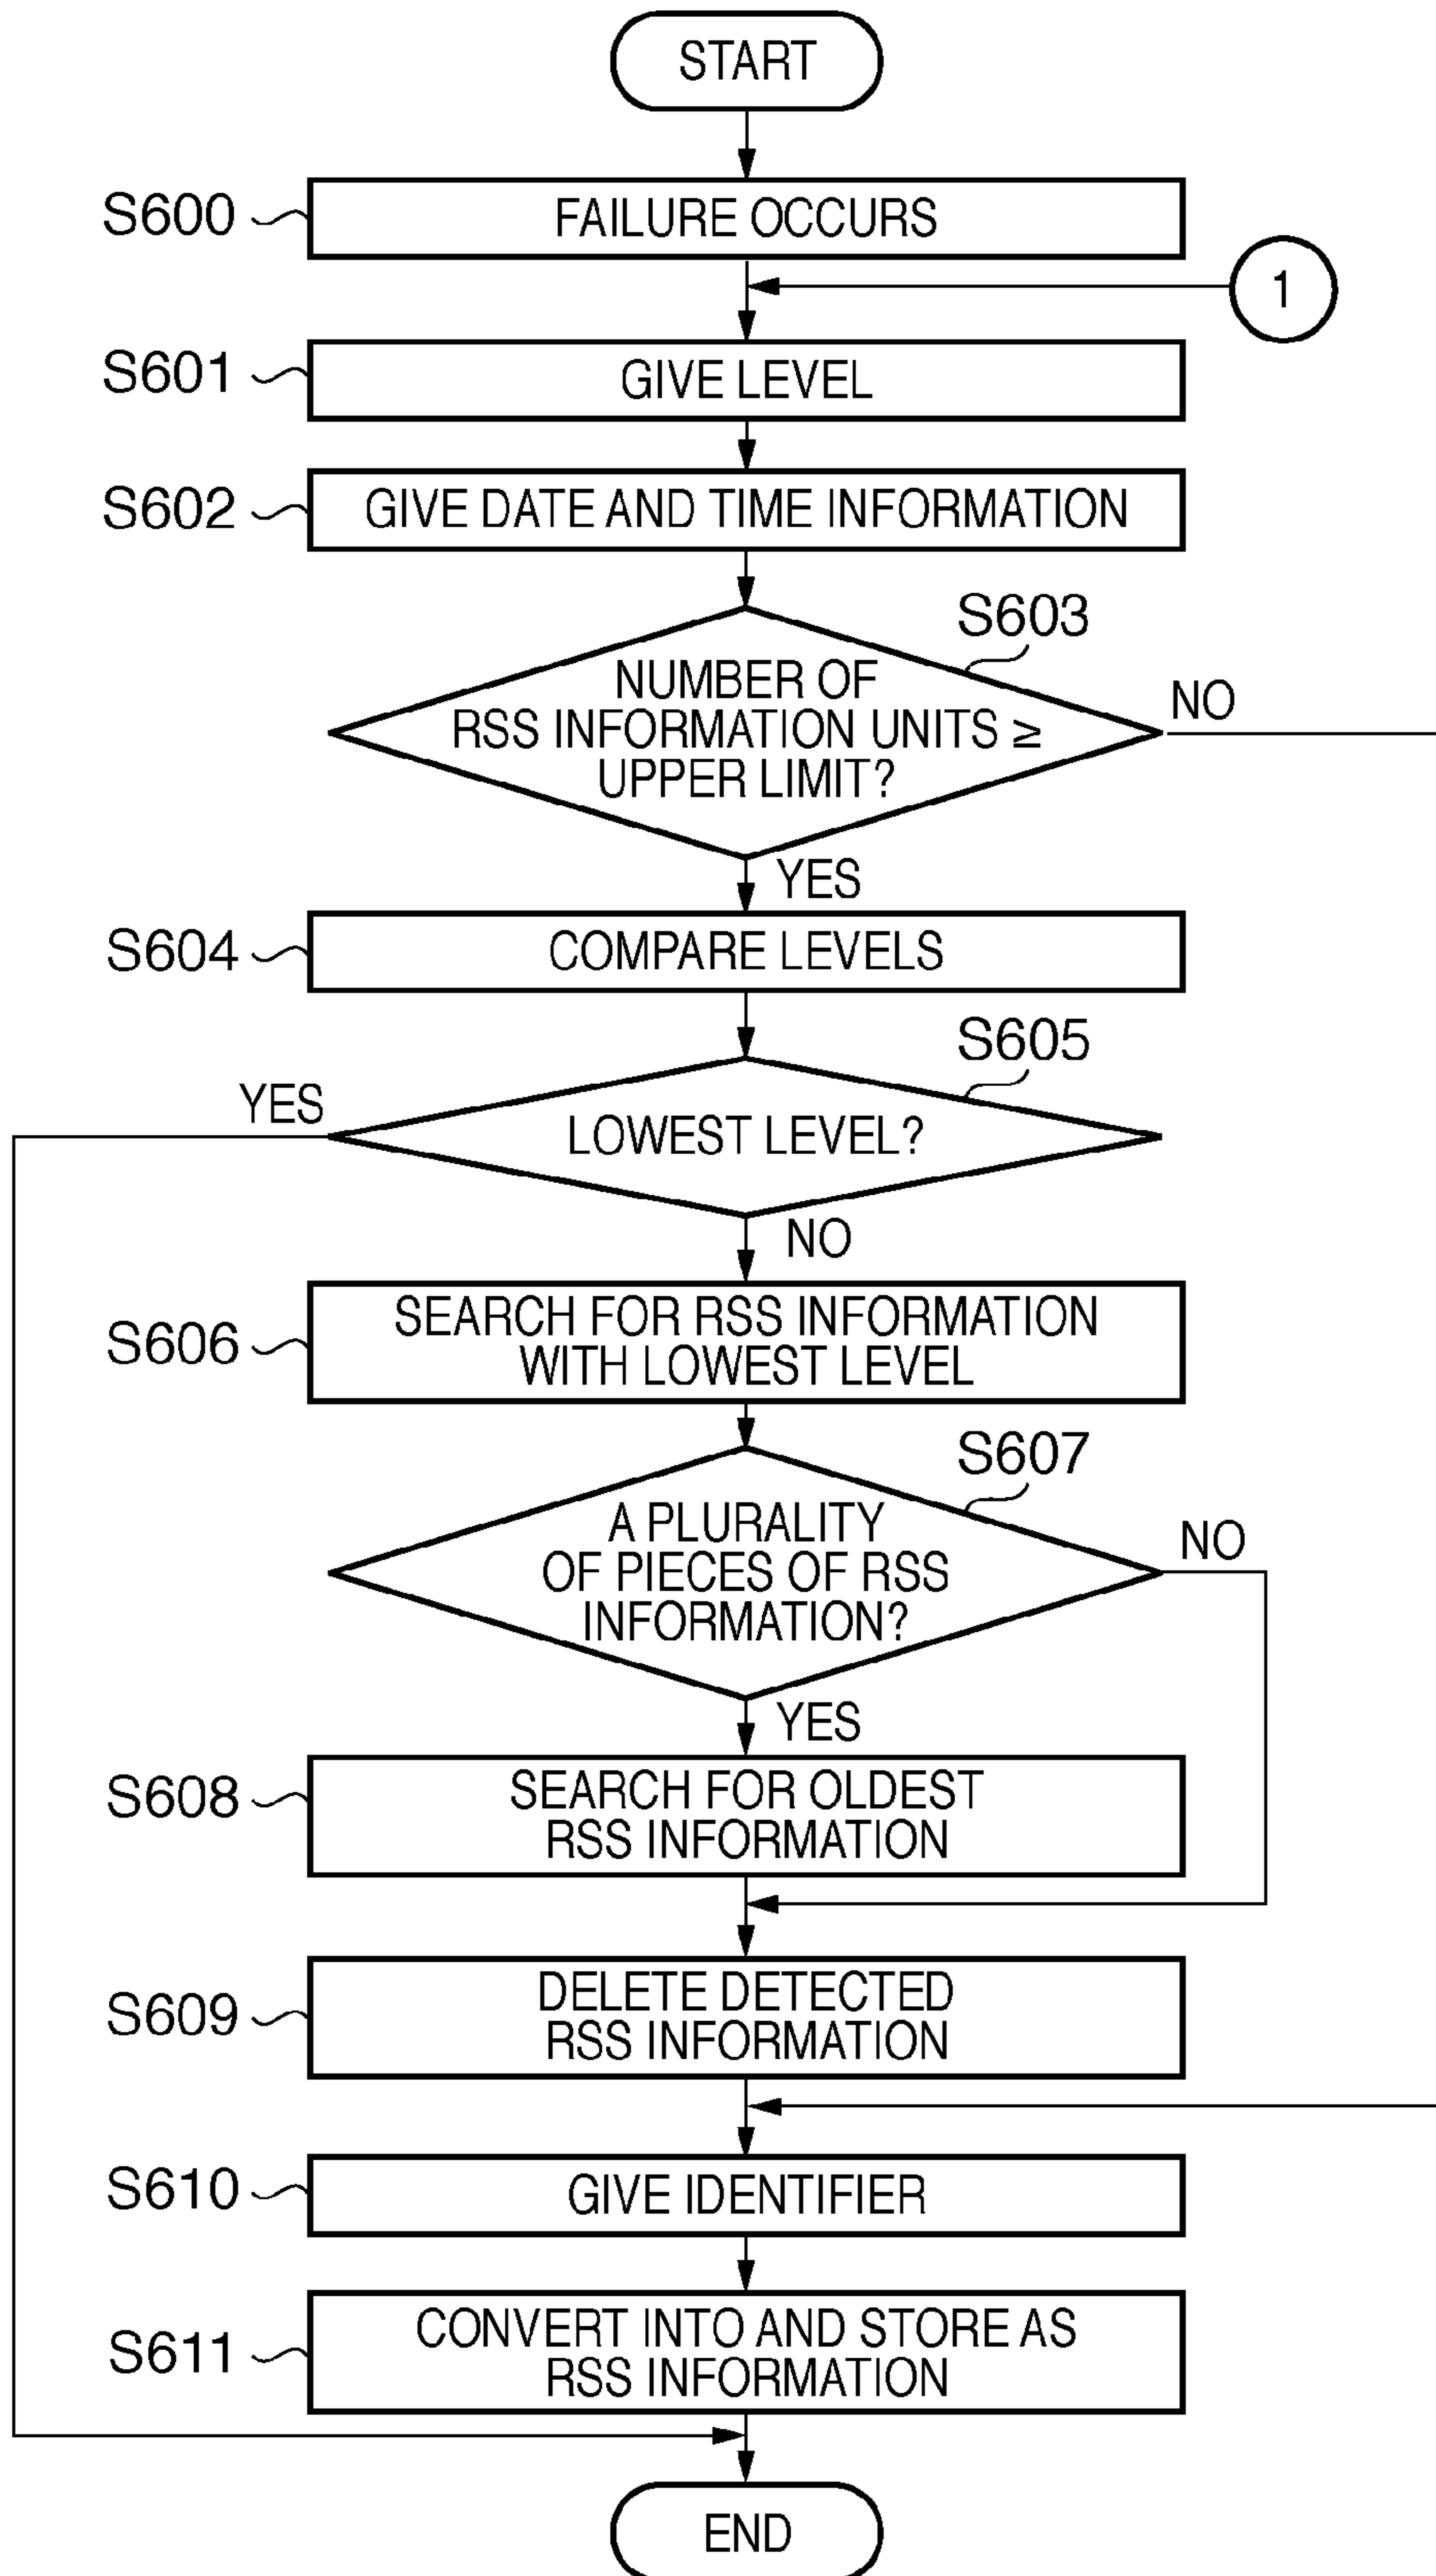 START
S600
FAILURE OCCURS
1
S601
GIVE LEVEL
S602
GIVE DATE AND TIME INFORMATION
S603
NUMBER OF
RSS INFORMATION UNITS ≥
UPPER LIMIT?
NO
YES
S604
COMPARE LEVELS
S605
YES
LOWEST LEVEL?
NO
S606
SEARCH FOR RSS INFORMATION
WITH LOWEST LEVEL
S607
A PLURALITY
OF PIECES OF RSS
INFORMATION?
NO
YES
S608
SEARCH FOR OLDEST
RSS INFORMATION
S609
DELETE DETECTED
RSS INFORMATION
S610
GIVE IDENTIFIER
S611
CONVERT INTO AND STORE AS
RSS INFORMATION
END